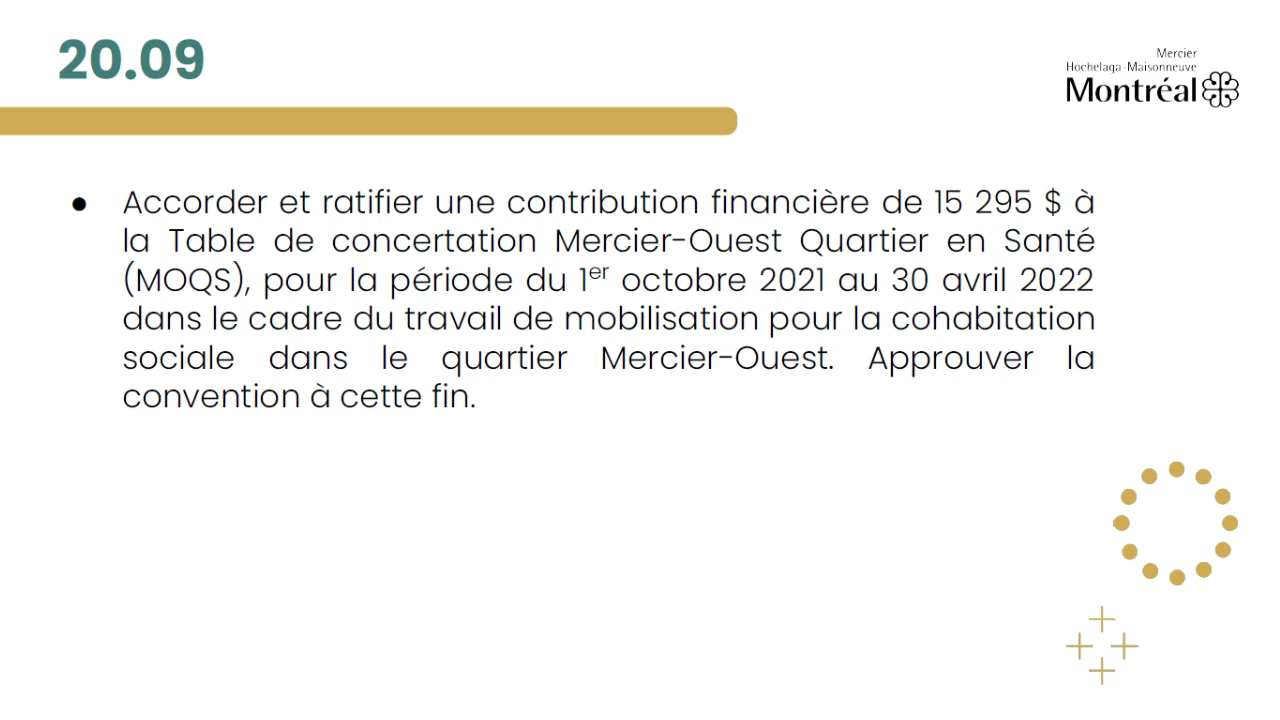 20.09
Mercier
Hochelaga-Maisonneuve
Montréal
● Accorder et ratifier une contribution financière de 15 295 $ à
la Table de concertation Mercier-Ouest Quartier en Santé
(MOQS), pour la période du 1er octobre 2021 au 30 avril 2022
dans le cadre du travail de mobilisation pour la cohabitation
sociale dans le quartier Mercier-Ouest. Approuver la
convention à cette fin.